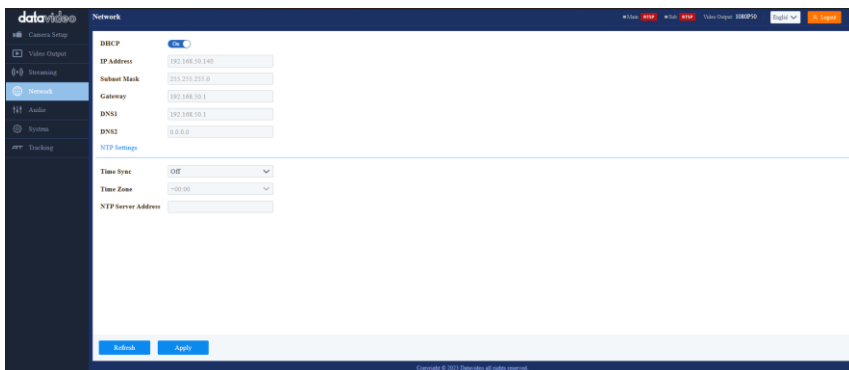 datavideo
Network
Main RTSP Sub RTSP Video Output 1080P50 English Logout
Camera Setup
Video Output
Streaming
Network
Audio
System
Tracking
DHCP On
IP Address 192.168.50.140
Subnet Mask 255.255.255.0
Gateway 192.168.50.1
DNS1 192.168.50.1
DNS2 0.0.0.0
NTP Settings
Time Sync Off
Time Zone +00:00
NTP Server Address
Refresh Apply
Copyright © 2023 Datavideo all rights reserved.